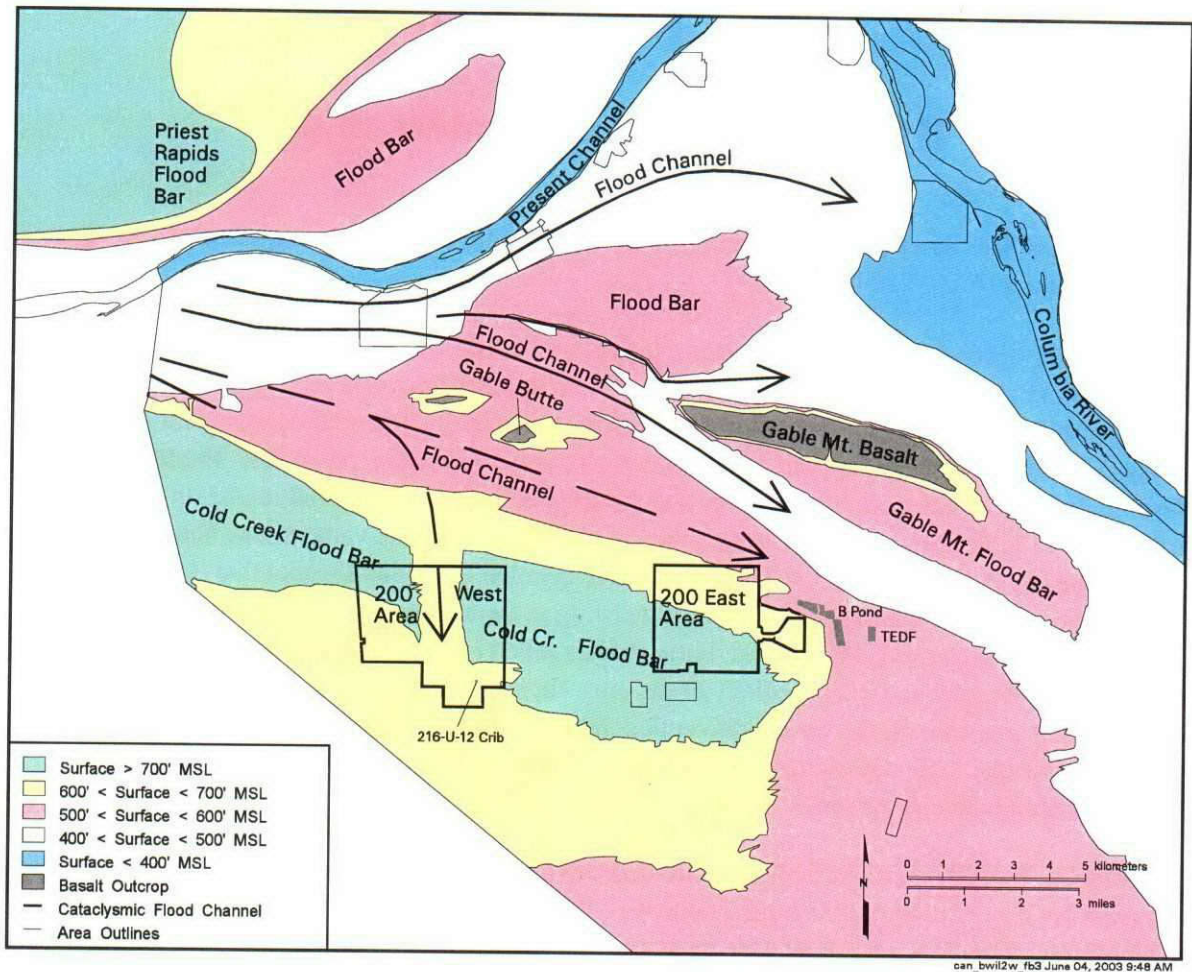 Priest
Rapids
Flood
Bar
Flood Bar
Present Channel
Flood Channel
Flood Bar
Columbia River
Flood Channel
Gable Butte
Gable Mt. Basalt
Flood Channel
Gable Mt. Flood Bar
Cold Creek Flood Bar
200 West
Area
200 East
Area
Cold Cr. Flood Bar
B Pond
TEDF
216-U-12 Crib
Surface > 700' MSL
600' < Surface < 700' MSL
500' < Surface < 600' MSL
400' < Surface < 500' MSL
Surface < 400' MSL
Basalt Outcrop
Cataclysmic Flood Channel
Area Outlines
N
0 1 2 3 4 5 kilometers
0 1 2 3 miles
can_bwil2w_fb3 June 04, 2003 9:48 AM